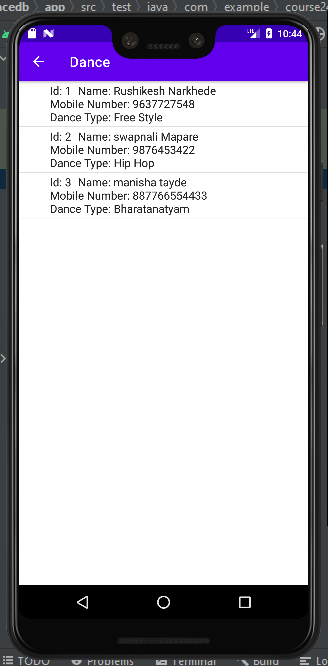 acedb 〉 app 〉 src 〉 test 〉 java 〉 com 〉 example 〉 course2
10:44
Dance
Id: 1 Name: Rushikesh Narkhede
Mobile Number: 9637727548
Dance Type: Free Style
Id: 2 Name: swapnali Mapare
Mobile Number: 9876453422
Dance Type: Hip Hop
Id: 3 Name: manisha tayde
Mobile Number: 887766554433
Dance Type: Bharatanatyam
TODO Problems Terminal Build Lo